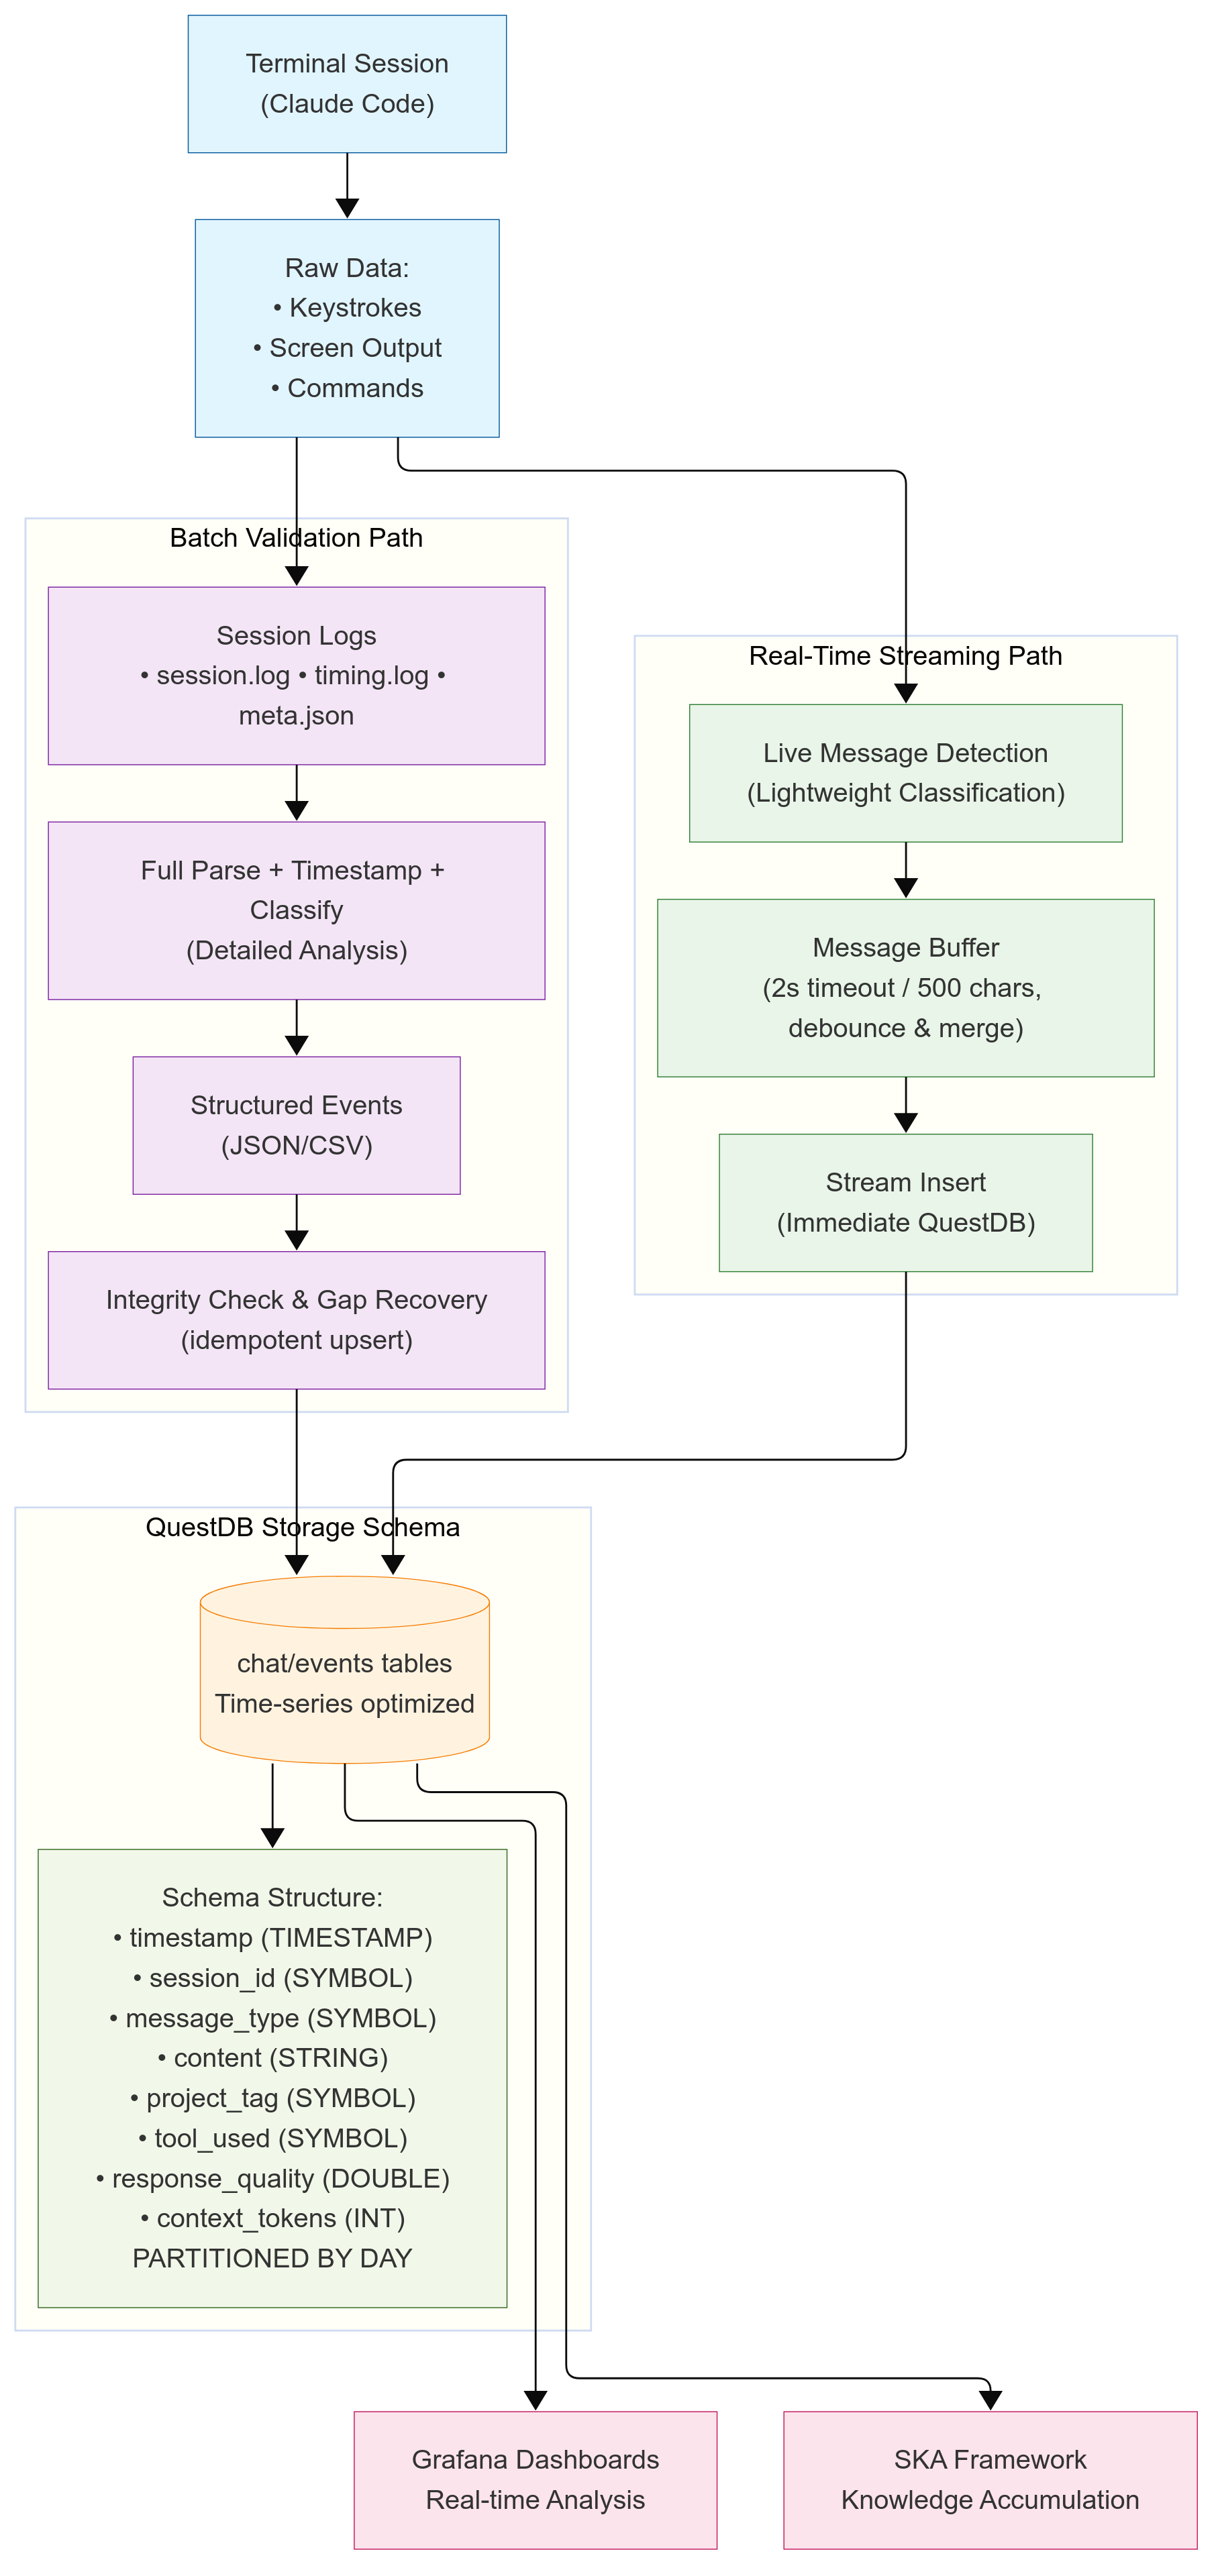 Terminal Session
(Claude Code)
Raw Data:
• Keystrokes
• Screen Output
• Commands
Batch Validation Path
Session Logs
• session.log • timing.log •
meta.json
Full Parse + Timestamp +
Classify
(Detailed Analysis)
Structured Events
(JSON/CSV)
Integrity Check & Gap Recovery
(idempotent upsert)
Real-Time Streaming Path
Live Message Detection
(Lightweight Classification)
Message Buffer
(2s timeout / 500 chars,
debounce & merge)
Stream Insert
(Immediate QuestDB)
QuestDB Storage Schema
chat/events tables
Time-series optimized
Schema Structure:
• timestamp (TIMESTAMP)
• session_id (SYMBOL)
• message_type (SYMBOL)
• content (STRING)
• project_tag (SYMBOL)
• tool_used (SYMBOL)
• response_quality (DOUBLE)
• context_tokens (INT)
PARTITIONED BY DAY
Grafana Dashboards
Real-time Analysis
SKA Framework
Knowledge Accumulation